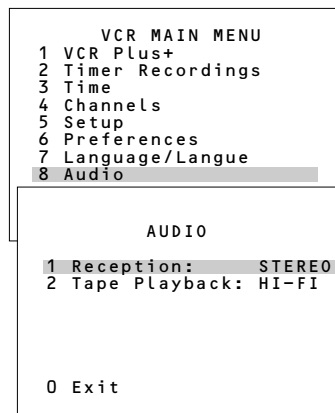 VCR MAIN MENU
1 VCR Plus+
2 Timer Recordings
3 Time
4 Channels
5 Setup
6 Preferences
7 Language/Langue
8 Audio
AUDIO
1 Reception: STEREO
2 Tape Playback: HI-FI
0 Exit